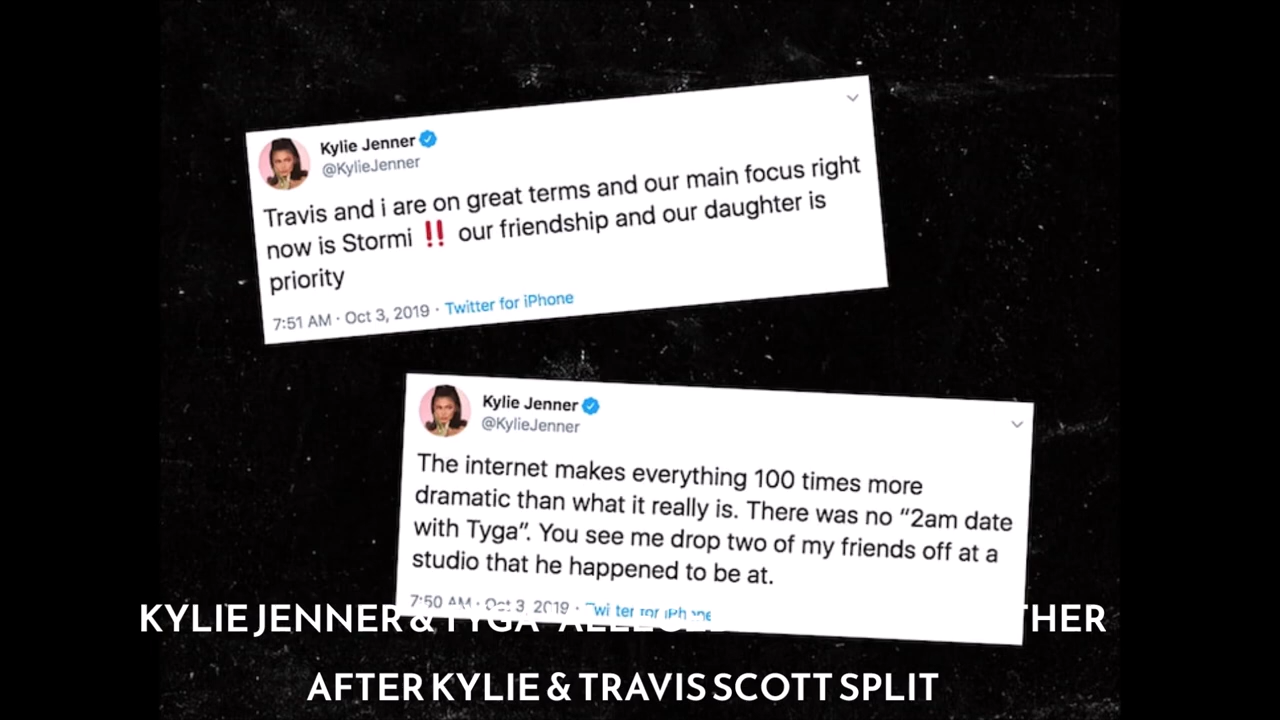 Kylie Jenner
@KylieJenner
Travis and i are on great terms and our main focus right
now is Stormi ‼️ our friendship and our daughter is
priority
7:51 AM · Oct 3, 2019 · Twitter for iPhone
Kylie Jenner
@KylieJenner
The internet makes everything 100 times more
dramatic than what it really is. There was no “2am date
with Tyga”. You see me drop two of my friends off at a
studio that he happened to be at.
7:50 AM · Oct 3, 2019 · Twitter for iPhone
KYLIE JENNER & TYGA
AFTER KYLIE & TRAVIS SCOTT SPLIT